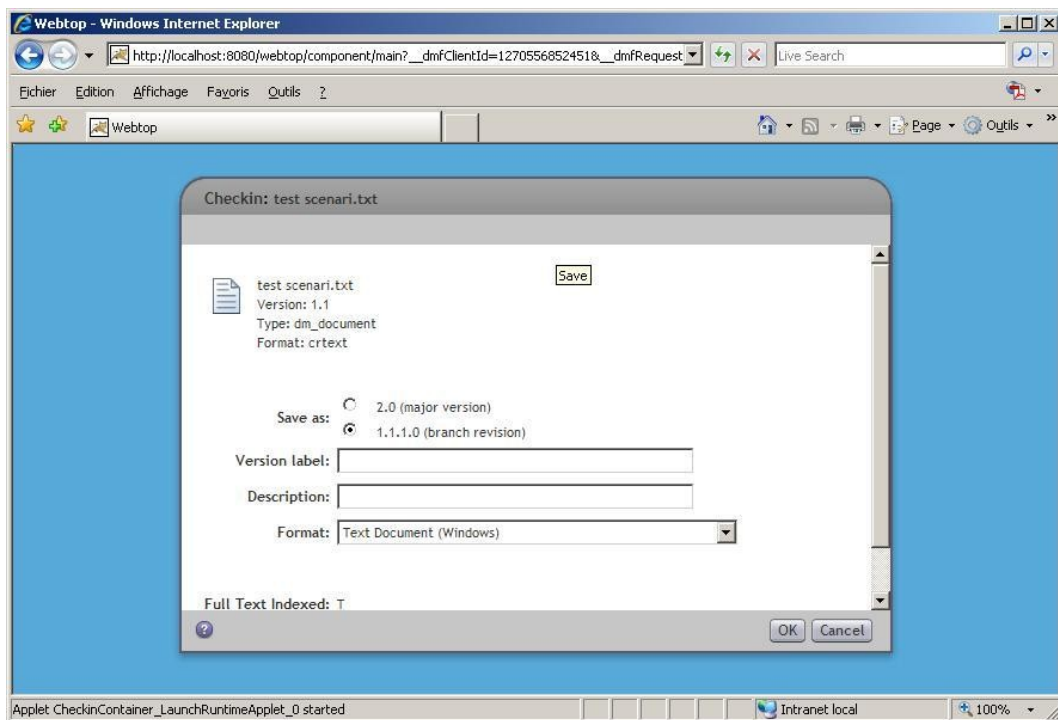 Webtop - Windows Internet Explorer
http://localhost:8080/webtop/component/main?__dmfClientId=1270556852451&__dmfRequest
Live Search
Fichier Edition Affichage Favoris Outils ?
Webtop
Page Outils »
Checkin: test scenari.txt
Save
test scenari.txt
Version: 1.1
Type: dm_document
Format: crtext
Save as:
2.0 (major version)
1.1.1.0 (branch revision)
Version label:
Description:
Format: Text Document (Windows)
Full Text Indexed: T
?
OK Cancel
Applet CheckinContainer_LaunchRuntimeApplet_0 started
Intranet local
100%